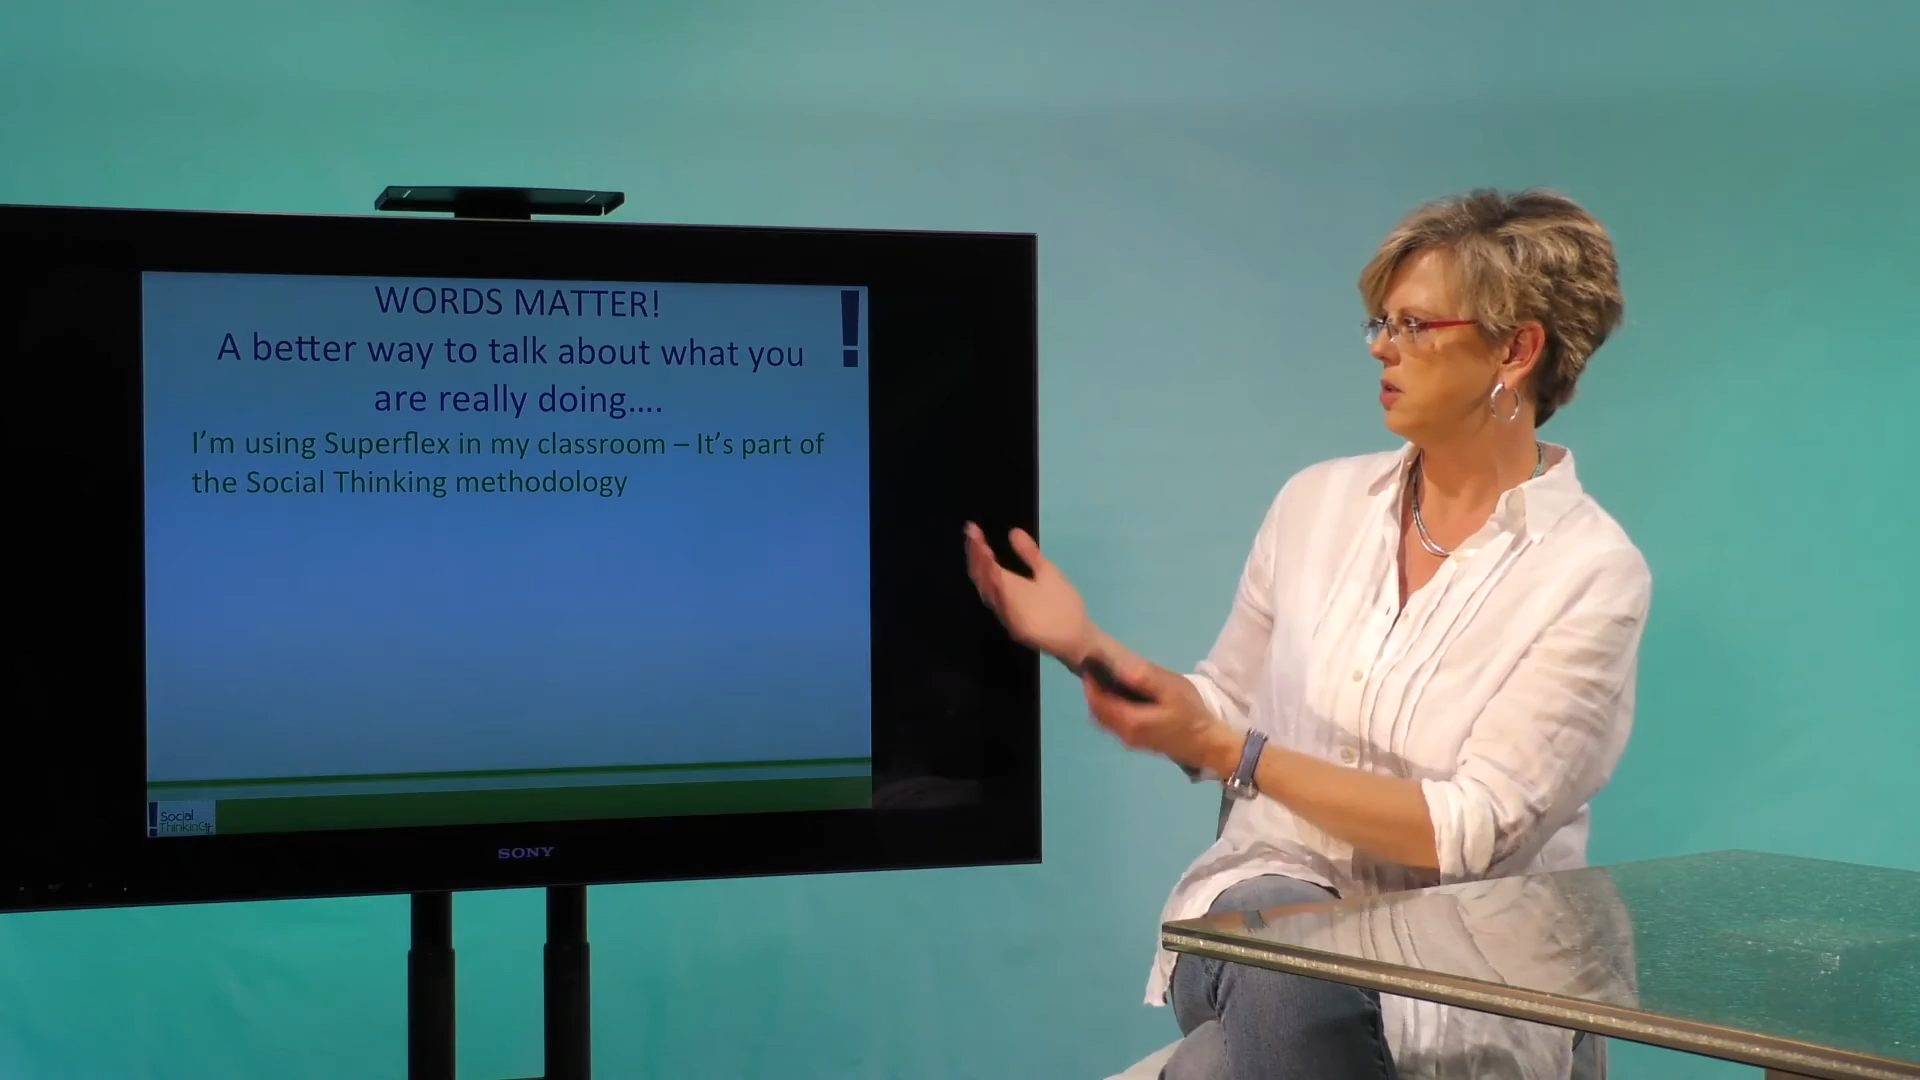 WORDS MATTER!
A better way to talk about what you
are really doing....
I'm using Superflex in my classroom – It's part of
the Social Thinking methodology
Social
Thinking
SONY